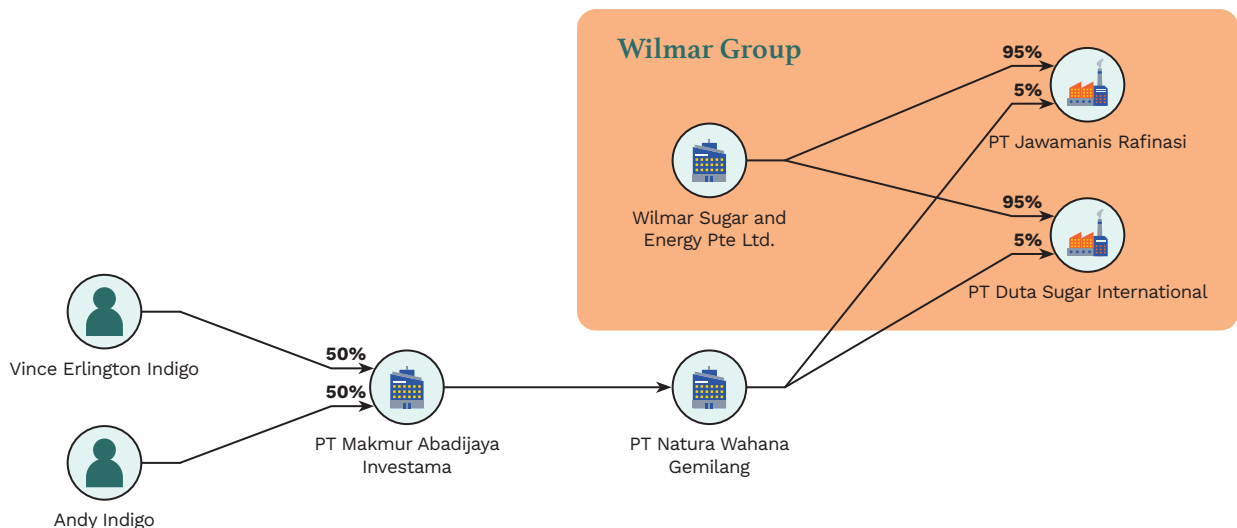 Wilmar Group
95%
5%
PT Jawamanis Rafinasi
Wilmar Sugar and
Energy Pte Ltd.
95%
5%
PT Duta Sugar International
Vince Erlington Indigo
50%
50%
PT Makmur Abadijaya
Investama
PT Natura Wahana
Gemilang
Andy Indigo